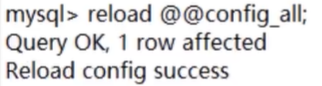 mysql> reload @@config_all;
Query OK, 1 row affected
Reload config success